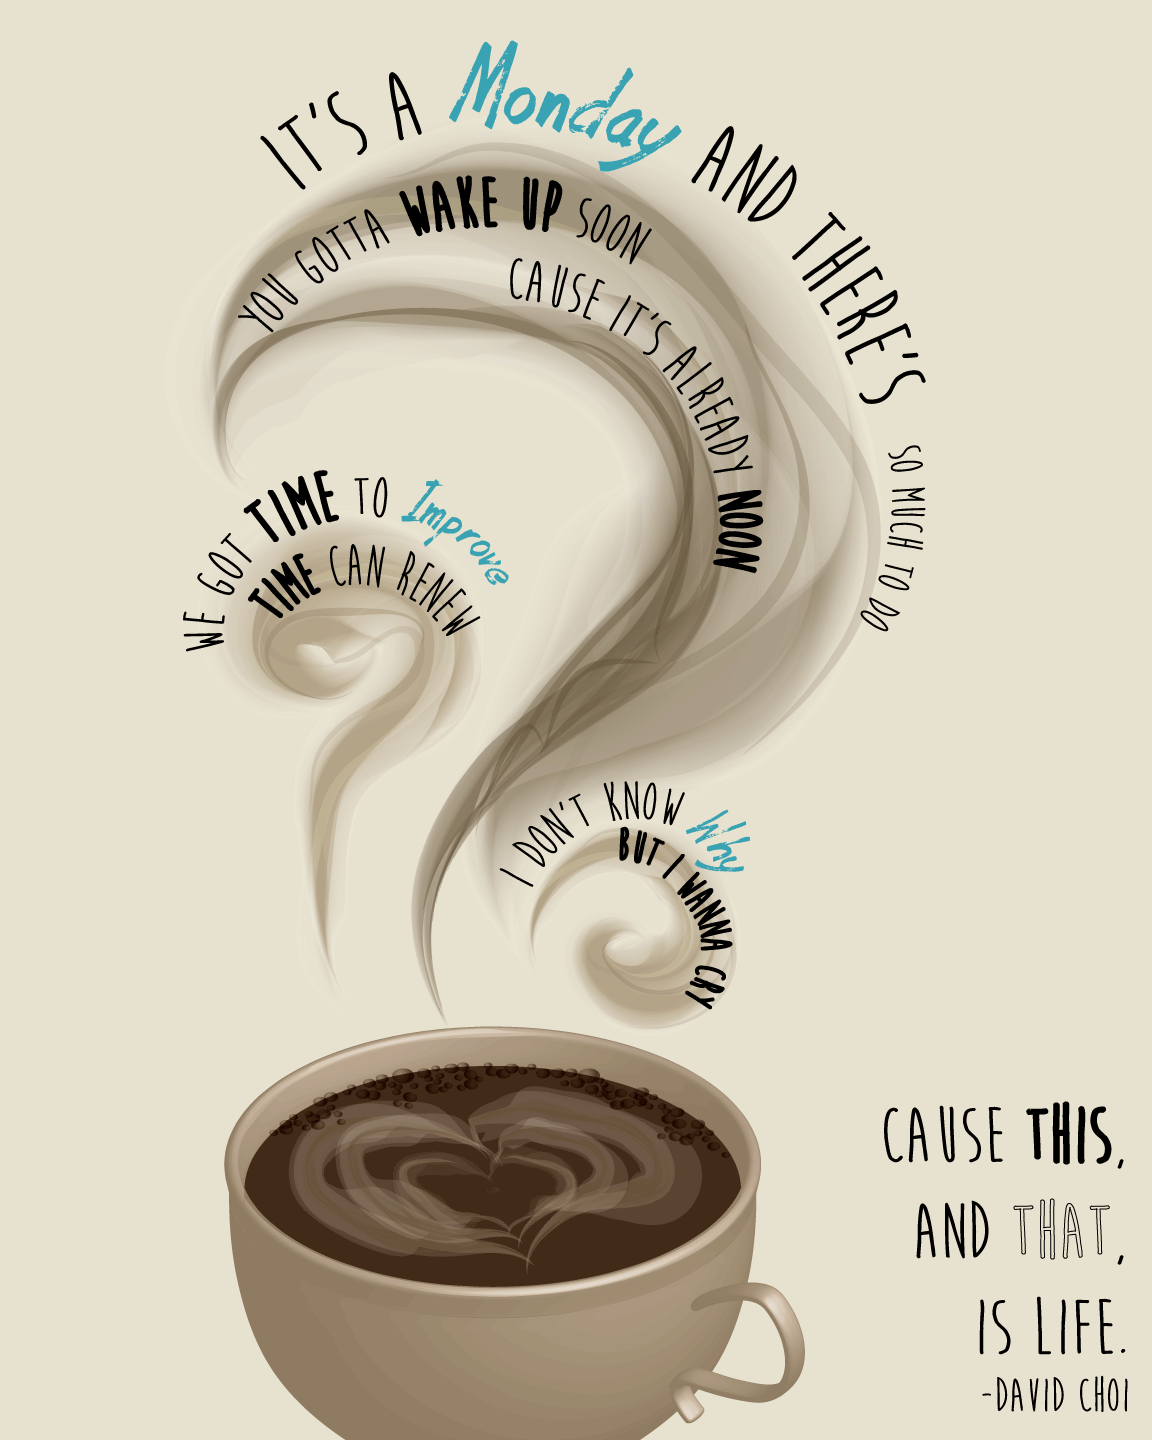 IT'S A Monday AND THERE'S SO MUCH TO DO
YOU GOTTA WAKE UP SOON
CAUSE IT'S ALREADY NOON
WE GOT TIME TO Improve
TIME CAN RENEW
I DON'T KNOW Why
BUT I WANNA CRY
CAUSE THIS,
AND THAT,
IS LIFE.
-DAVID CHOI